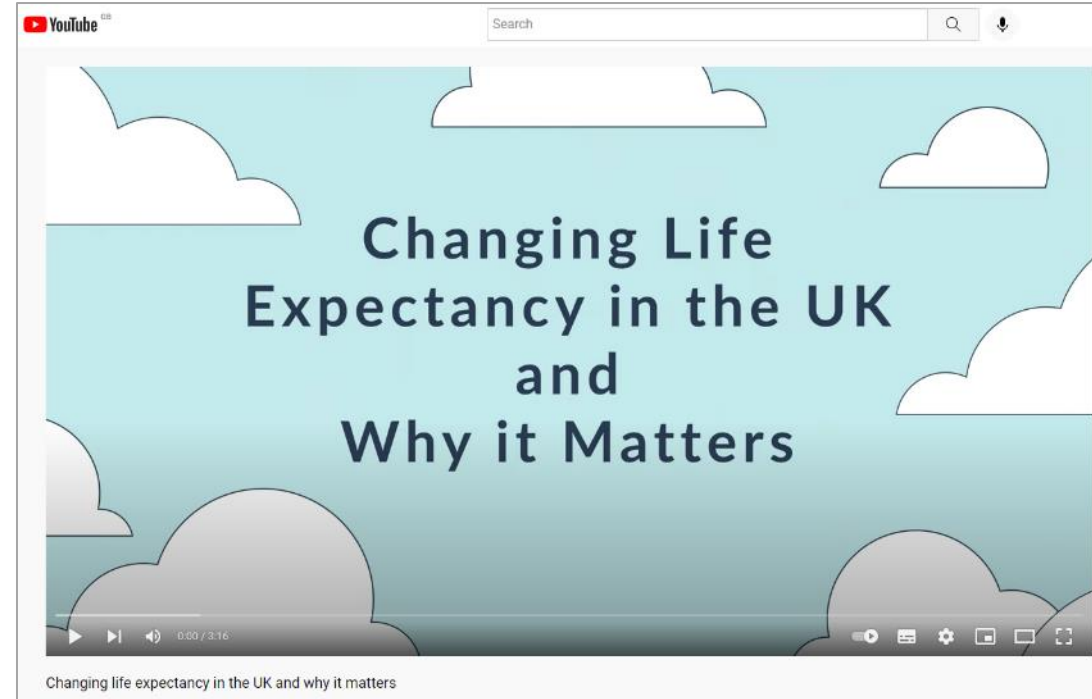 YouTube GB
Search
Changing Life
Expectancy in the UK
and
Why it Matters
0:00 / 3:16
Changing life expectancy in the UK and why it matters